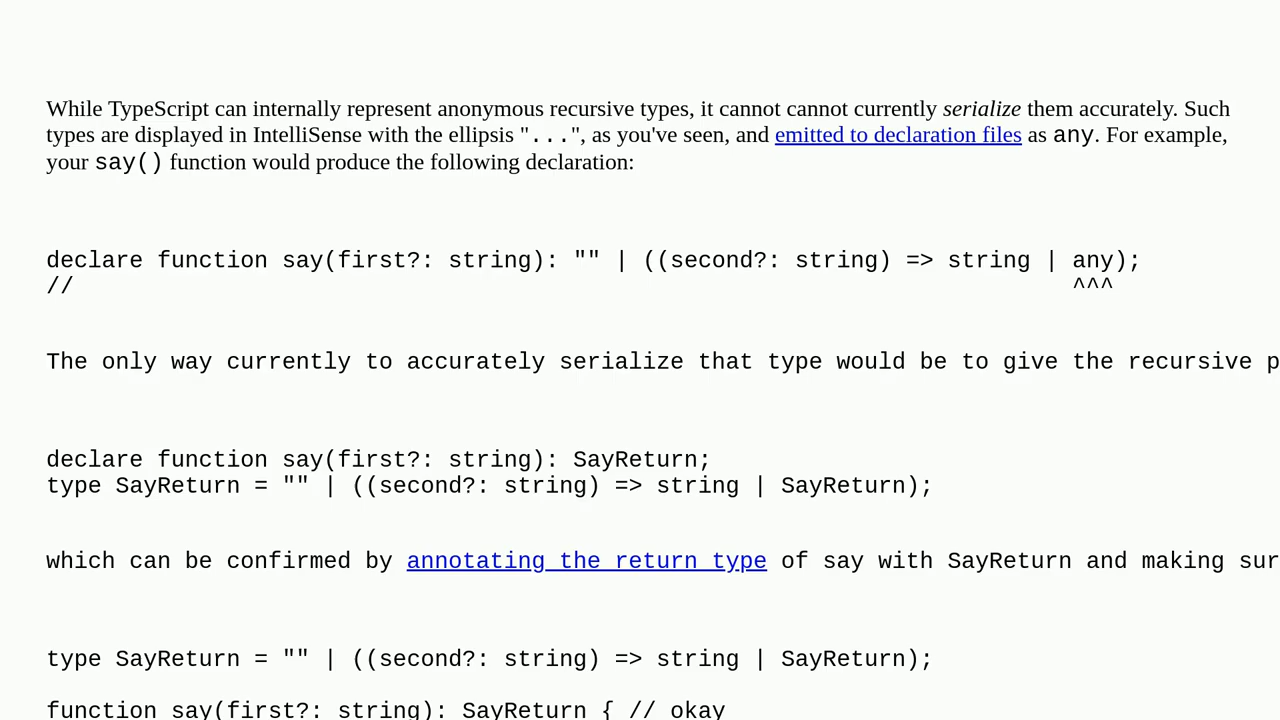 While TypeScript can internally represent anonymous recursive types, it cannot cannot currently serialize them accurately. Such
types are displayed in IntelliSense with the ellipsis "...", as you've seen, and emitted to declaration files as any. For example,
your say() function would produce the following declaration:
declare function say(first?: string): "" | ((second?: string) => string | any);
//                                                                        ^^^
The only way currently to accurately serialize that type would be to give the recursive p
declare function say(first?: string): SayReturn;
type SayReturn = "" | ((second?: string) => string | SayReturn);
which can be confirmed by annotating the return type of say with SayReturn and making sur
type SayReturn = "" | ((second?: string) => string | SayReturn);
function say(first?: string): SayReturn { // okay